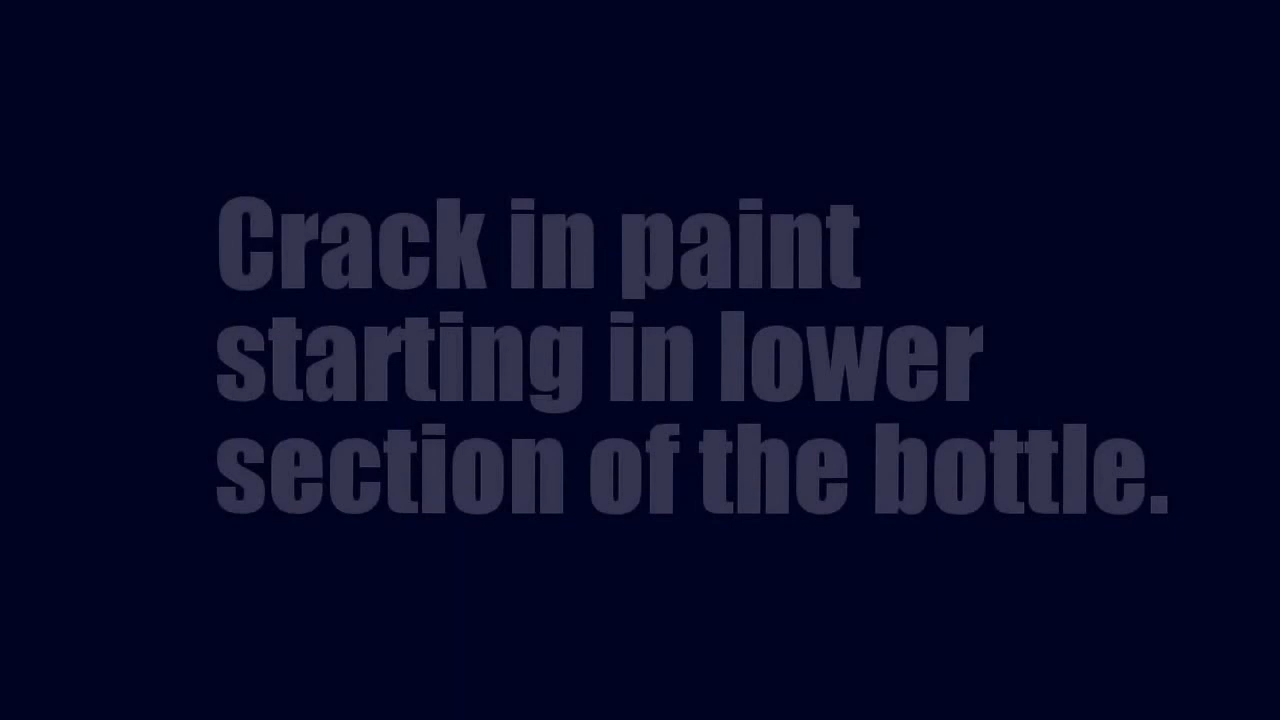 Crack in paint
starting in lower
section of the bottle.